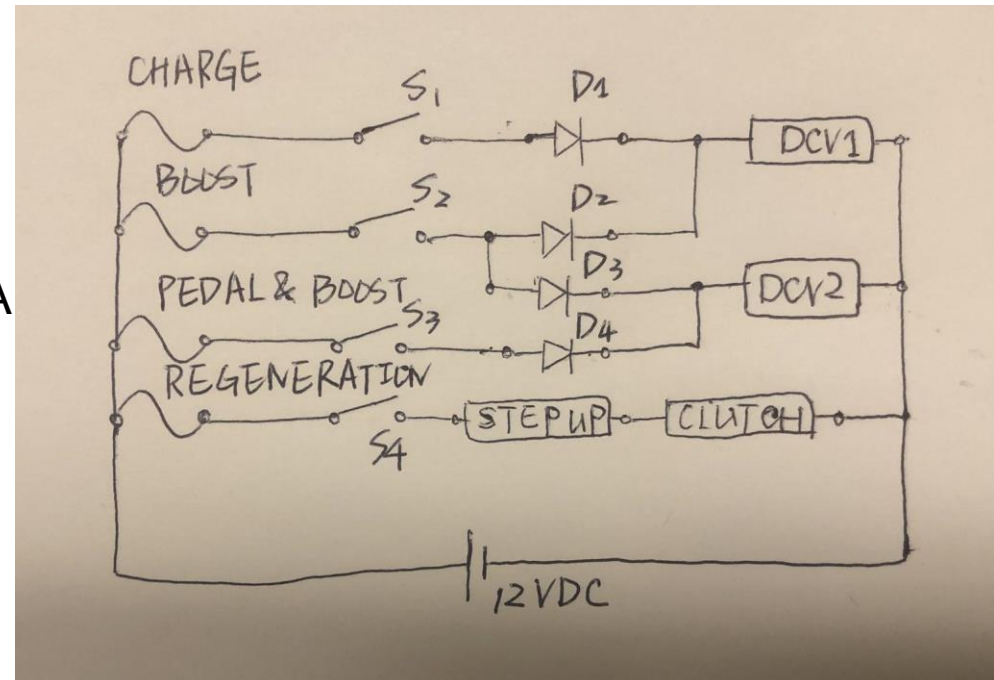 CHARGE
S1
D1
DCV1
BOOST
S2
D2
D3
DCV2
PEDAL & BOOST
S3
D4
REGENERATION
S4
STEP UP
CLUTCH
12VDC
A